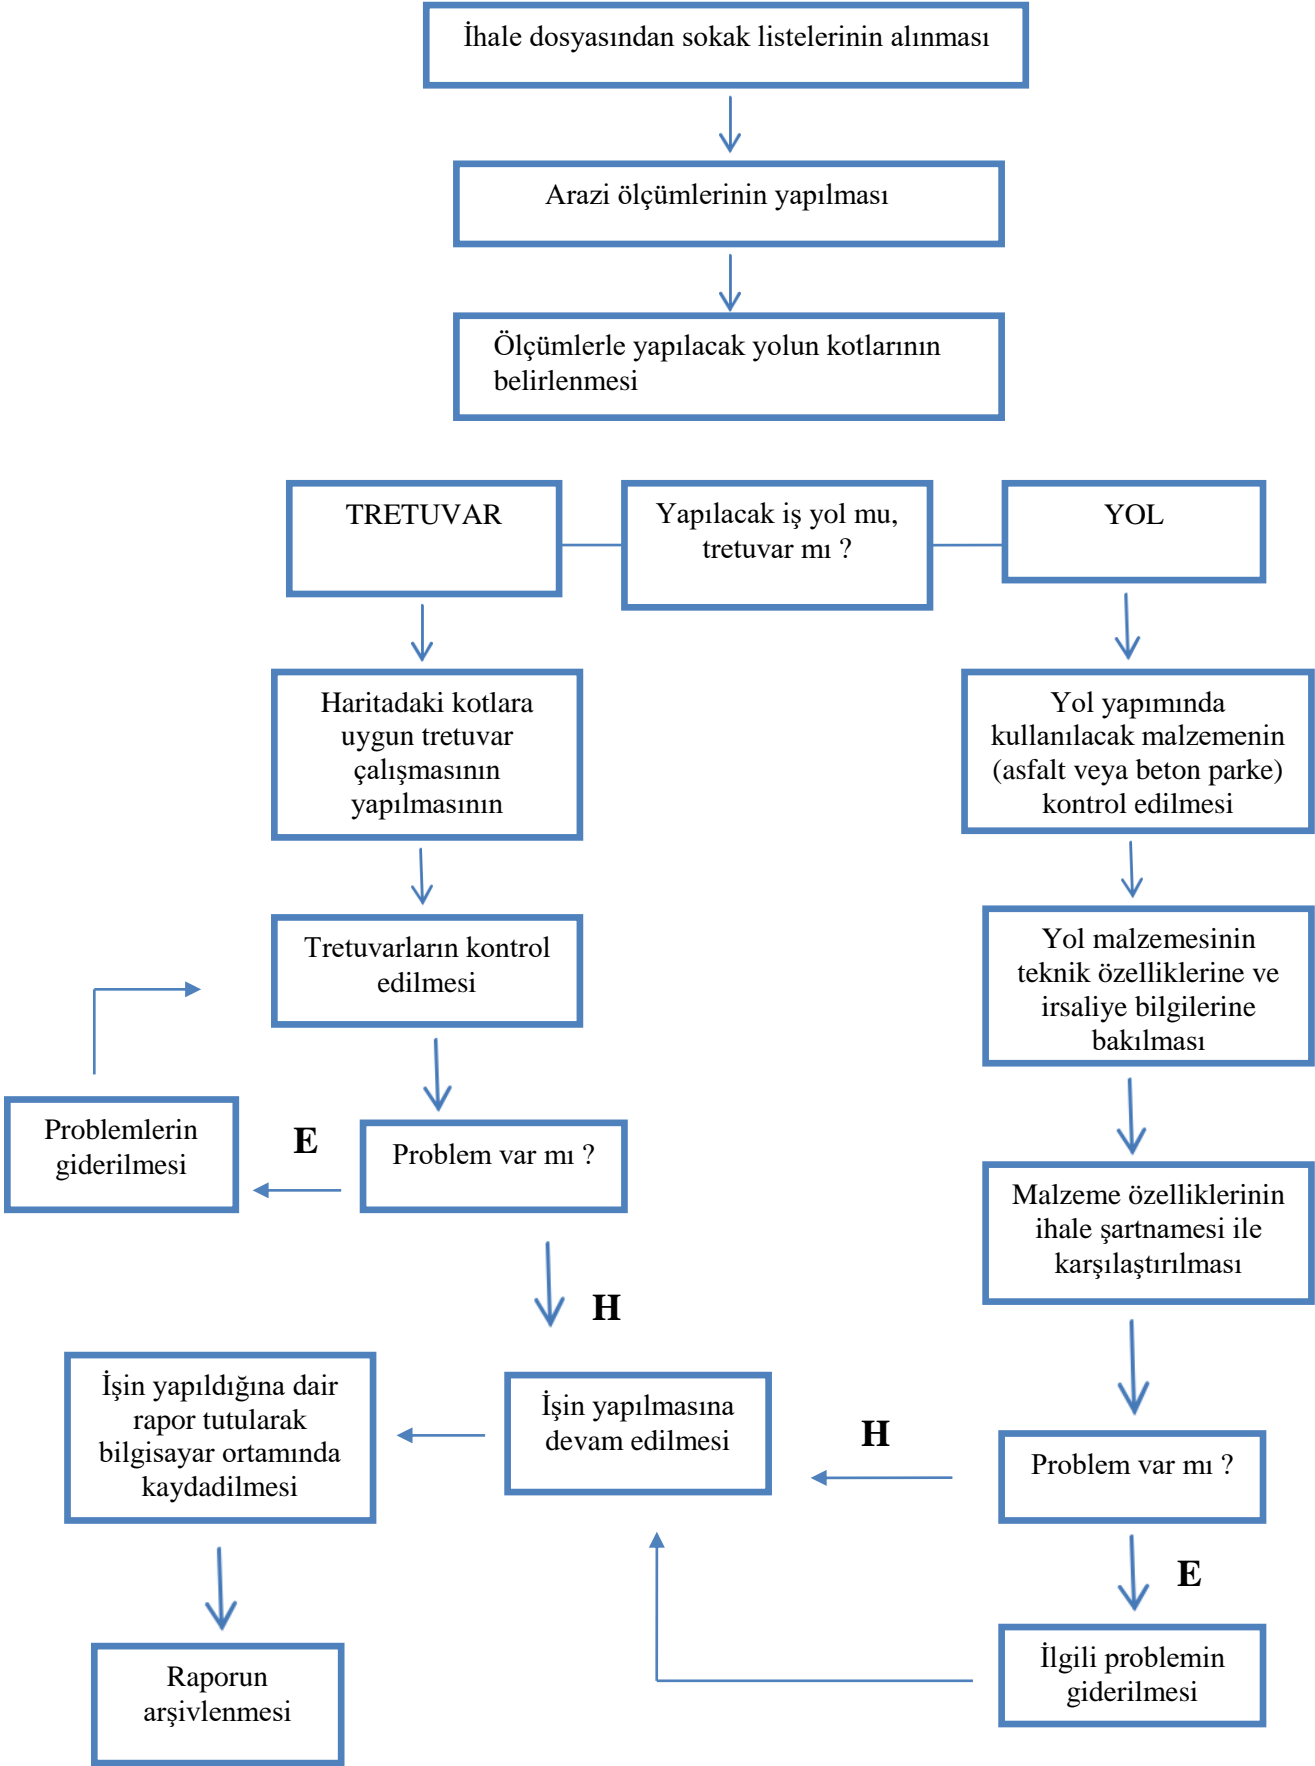 İhale dosyasından sokak listelerinin alınması
Arazi ölçümlerinin yapılması
Ölçümlerle yapılacak yolun kotlarının
belirlenmesi
TRETUVAR
Yapılacak iş yol mu,
tretuvar mı ?
YOL
Haritadaki kotlara
uygun tretuvar
çalışmasının
yapılmasının
Yol yapımında
kullanılacak malzemenin
(asfalt veya beton parke)
kontrol edilmesi
Tretuvarların kontrol
edilmesi
Yol malzemesinin
teknik özelliklerine ve
irsaliye bilgilerine
bakılması
Problemlerin
giderilmesi
E
Problem var mı ?
Malzeme özelliklerinin
ihale şartnamesi ile
karşılaştırılması
H
İşin yapıldığına dair
rapor tutularak
bilgisayar ortamında
kaydadilmesi
İşin yapılmasına
devam edilmesi
H
Problem var mı ?
E
Raporun
arşivlenmesi
İlgili problemin
giderilmesi